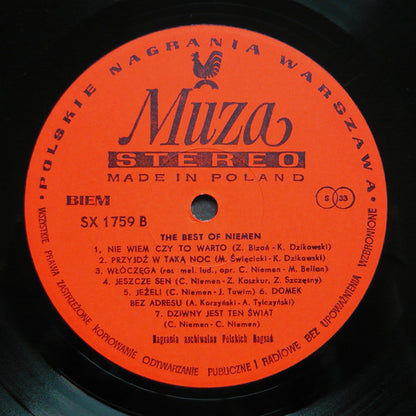 • POLSKIE NAGRANIA WARSZAWA •
Muza
STEREO
MADE IN POLAND
BIEM
S 33
SX 1759 B
THE BEST OF NIEMEN
1. NIE WIEM CZY TO WARTO (Z. Bizoń - K. Dzikowski)
2. PRZYJDŹ W TAKĄ NOC (M. Święcicki - K. Dzikowski)
3. WŁÓCZĘGA (ros mel. lud., opr. C. Niemen - M. Bellan)
4. JESZCZE SEN (C. Niemen - Z. Kaszkur, Z. Szczęśny)
5. JEŻELI (C. Niemen - J. Tuwim) 6. DOMEK
BEZ ADRESU (A. Korzyński - A. Tylczyński)
7. DZIWNY JEST TEN ŚWIAT
(C. Niemen - C. Niemen)
Nagrania archiwalne Polskich Nagrań
WSZYSTKIE PRAWA ZASTRZEŻONE KOPIOWANIE ODTWARZANIE PUBLICZNE I RADIOWE BEZ UPOWAŻNIENIA WZBRONIONE